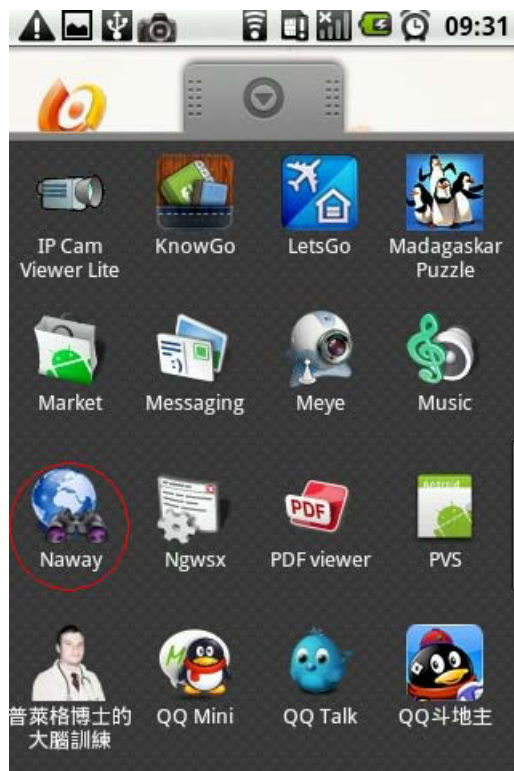 09:31
IP Cam
Viewer Lite
KnowGo
LetsGo
Madagaskar
Puzzle
Market
Messaging
Meye
Music
PDF
Android
Naway
Ngwsx
PDF viewer
PVS
普萊格博士的
大腦訓練
QQ Mini
QQ Talk
QQ斗地主